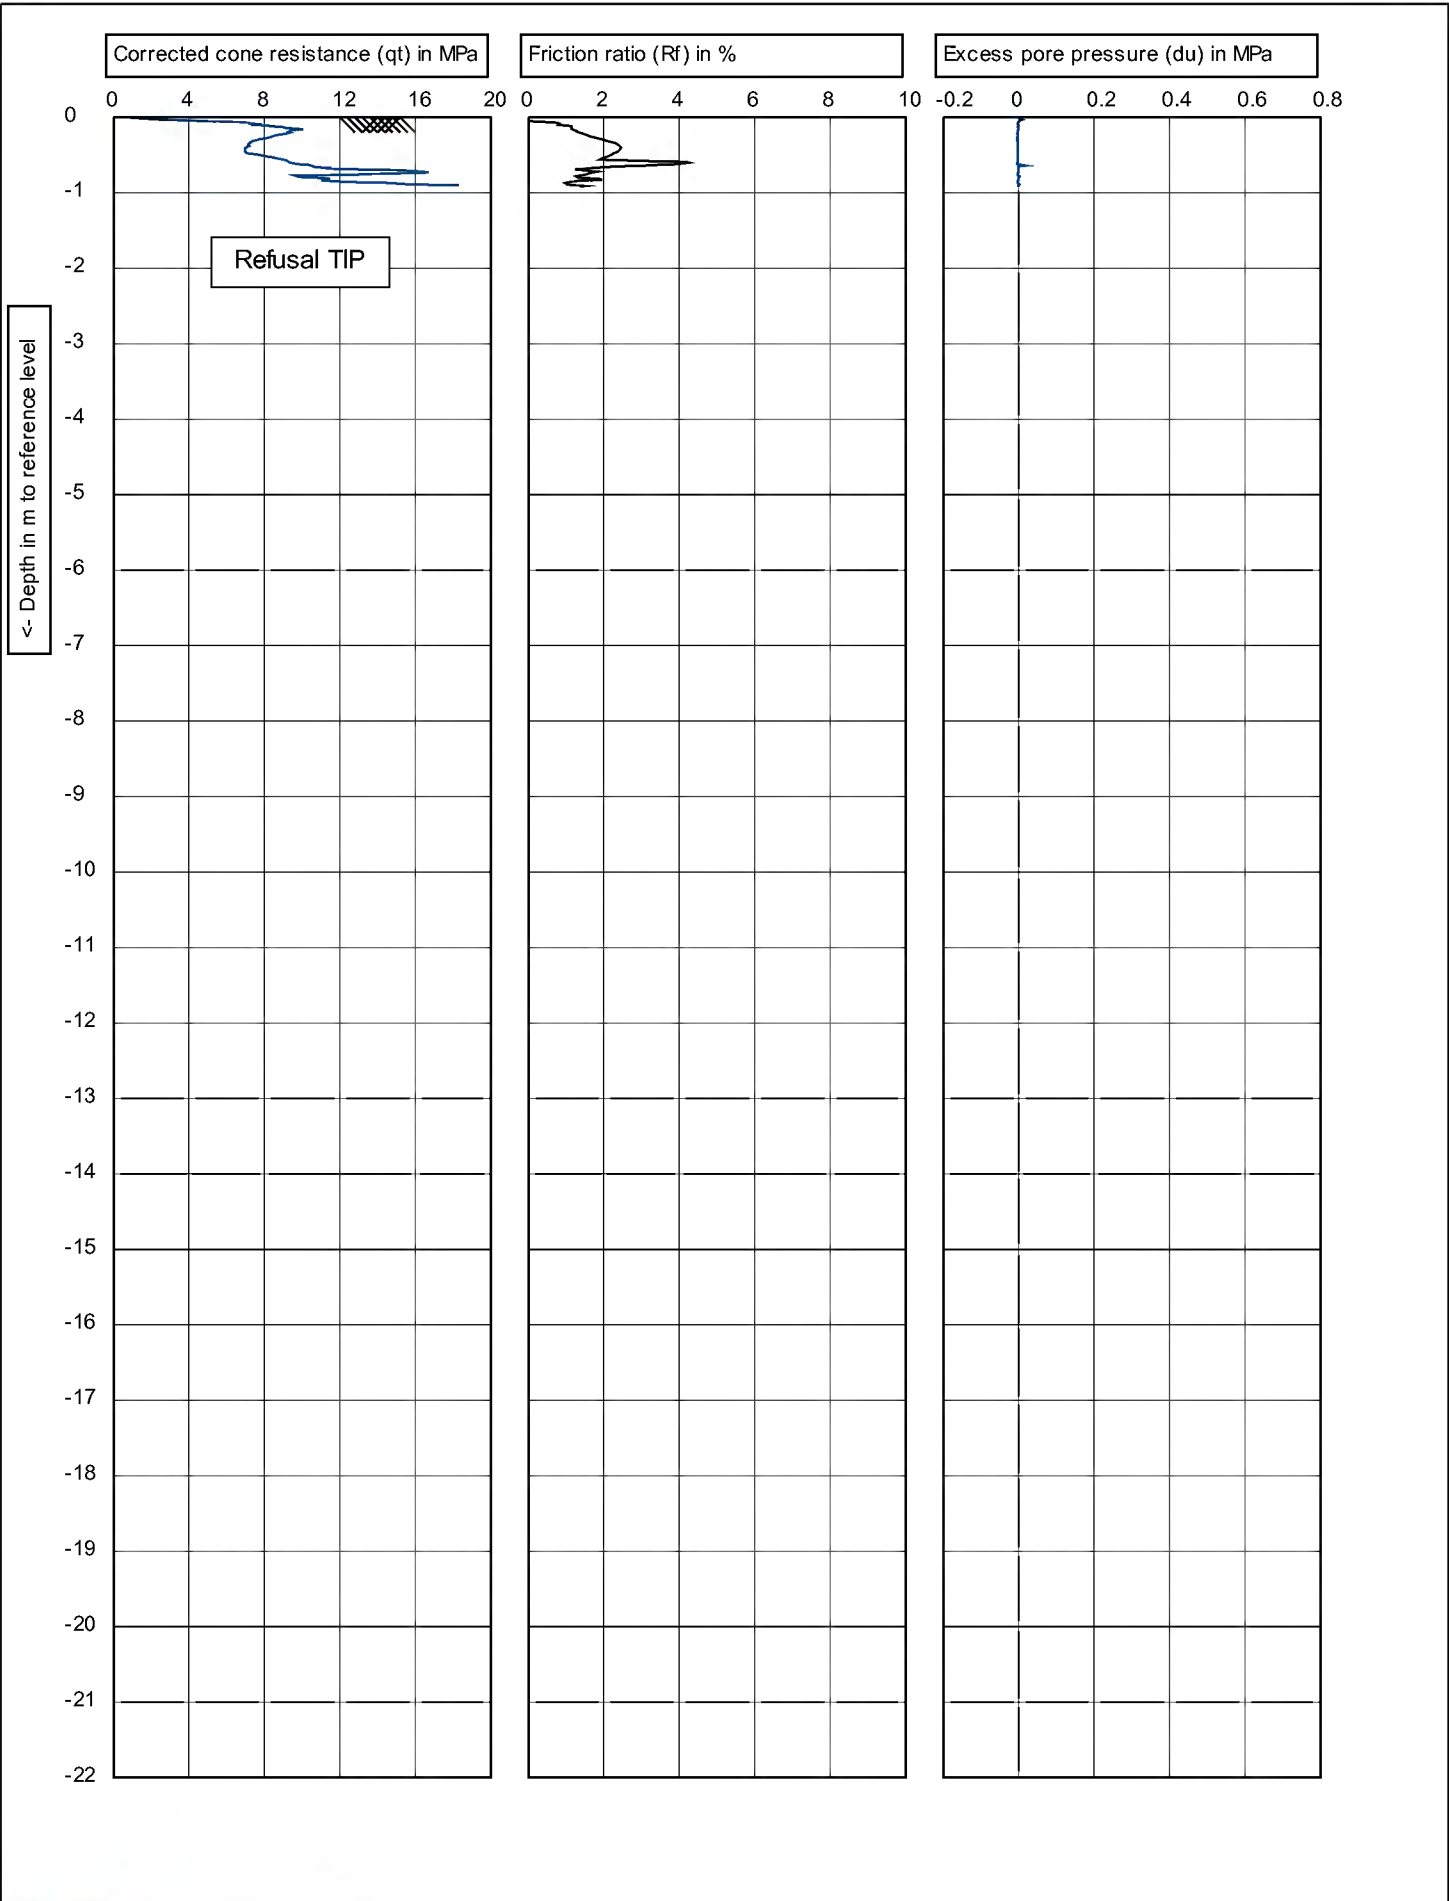 Corrected cone resistance (qt) in MPa
Friction ratio (Rf) in %
Excess pore pressure (du) in MPa
0 4 8 12 16 20
0 2 4 6 8 10
-0.2 0 0.2 0.4 0.6 0.8
0
-1
Refusal TIP
-2
<- Depth in m to reference level
-3
-4
-5
-6
-7
-8
-9
-10
-11
-12
-13
-14
-15
-16
-17
-18
-19
-20
-21
-22